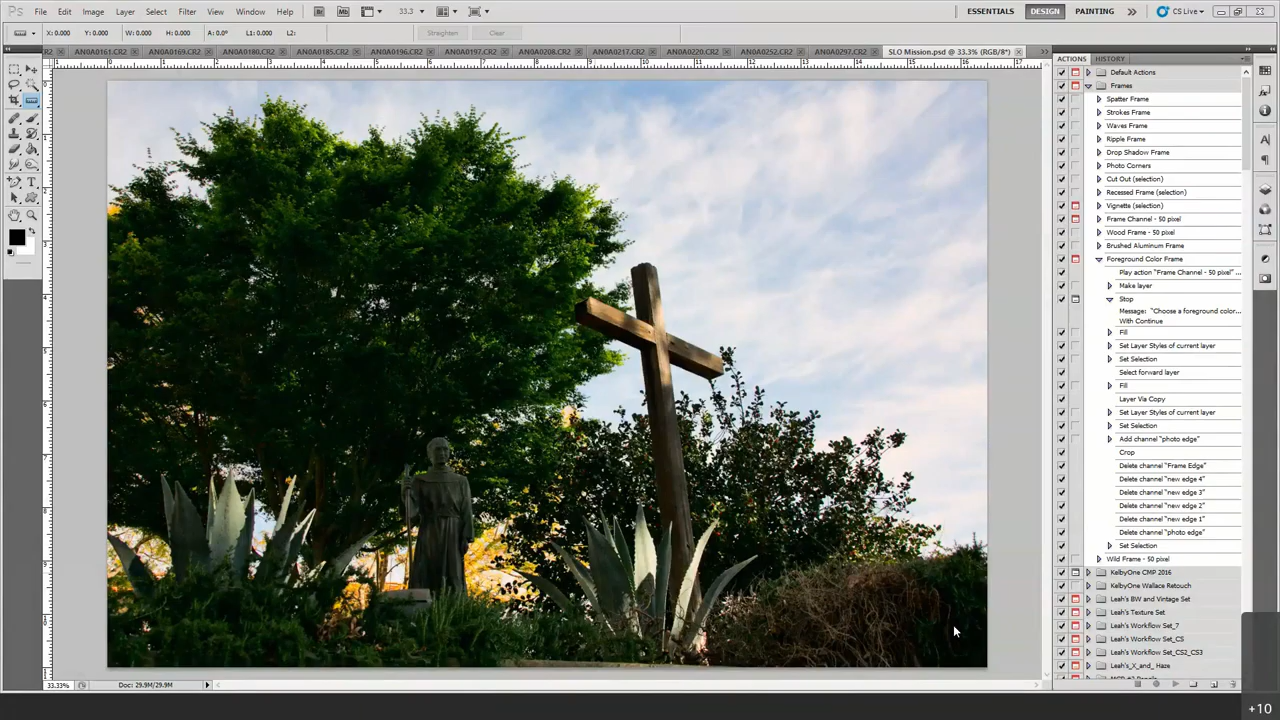 Ps File Edit Image Layer Select Filter View Window Help Br Mb 33.3 ESSENTIALS DESIGN PAINTING CS Live
X: 0.000 Y: 0.000 W: 0.000 H: 0.000 A: 0.0° L1: 0.000 L2: Straighten Clear
AN0A0161.CR2 AN0A0169.CR2 AN0A0180.CR2 AN0A0185.CR2 AN0A0196.CR2 AN0A0197.CR2 AN0A0208.CR2 AN0A0217.CR2 AN0A0220.CR2 AN0A0252.CR2 AN0A0297.CR2 SLO Mission.psd @ 33.3% (RGB/8*)
ACTIONS HISTORY
Default Actions
Frames
Spatter Frame
Strokes Frame
Waves Frame
Ripple Frame
Drop Shadow Frame
Photo Corners
Cut Out (selection)
Recessed Frame (selection)
Vignette (selection)
Frame Channel - 50 pixel
Wood Frame - 50 pixel
Brushed Aluminum Frame
Foreground Color Frame
Play action "Frame Channel - 50 pixel" ...
Make layer
Stop
Message: "Choose a foreground color...
With Continue
Fill
Set Layer Styles of current layer
Set Selection
Select forward layer
Fill
Layer Via Copy
Set Layer Styles of current layer
Set Selection
Add channel "photo edge"
Crop
Delete channel "Frame Edge"
Delete channel "new edge 4"
Delete channel "new edge 3"
Delete channel "new edge 2"
Delete channel "new edge 1"
Delete channel "photo edge"
Set Selection
Wild Frame - 50 pixel
KelbyOne CMP 2016
KelbyOne Wallace Retouch
Leah's BW and Vintage Set
Leah's Texture Set
Leah's Workflow Set_7
Leah's Workflow Set_CS
Leah's Workflow Set_CS2_CS3
Leah's_X_and_ Haze
33.33% Doc: 29.9M/29.9M
+10